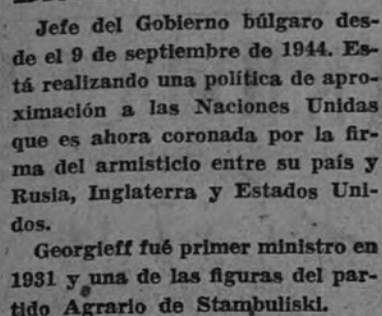 Jefe del Gobierno búlgaro des-
de el 9 de septiembre de 1944. Es-
tá realizando una política de apro-
ximación a las Naciones Unidas
que es ahora coronada por la fir-
ma del armisticio entre su país y
Rusia, Inglaterra y Estados Uni-
dos.
Georgieff fué primer ministro en
1931 y una de las figuras del par-
tido Agrario de Stambuliski.